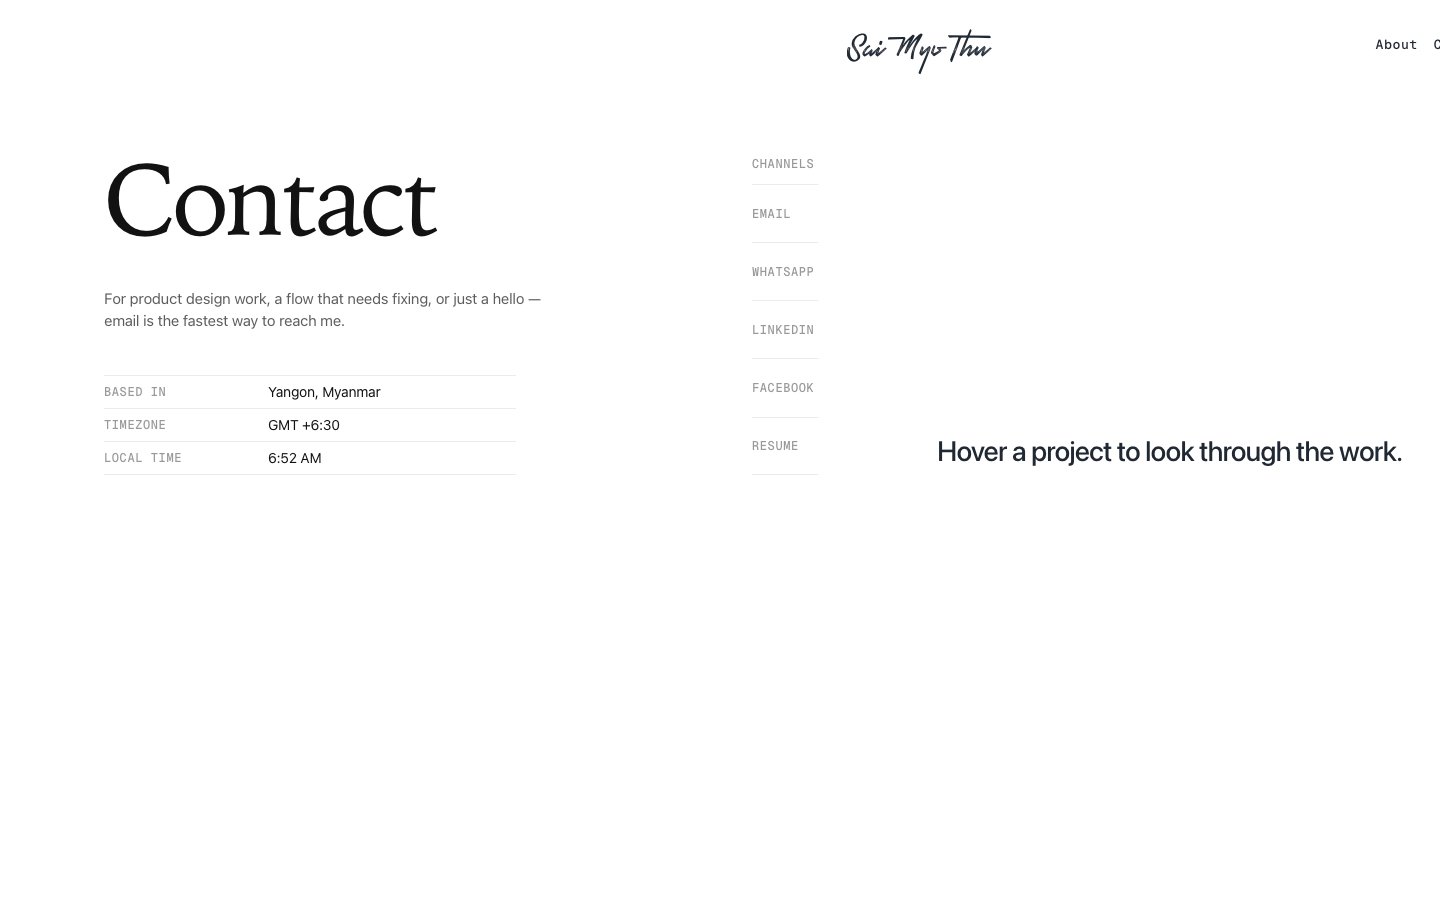 Sai Myo Thu
About
Contact
For product design work, a flow that needs fixing, or just a hello —
email is the fastest way to reach me.
BASED IN Yangon, Myanmar
TIMEZONE GMT +6:30
LOCAL TIME 6:52 AM
CHANNELS
EMAIL
WHATSAPP
LINKEDIN
FACEBOOK
RESUME
Hover a project to look through the work.